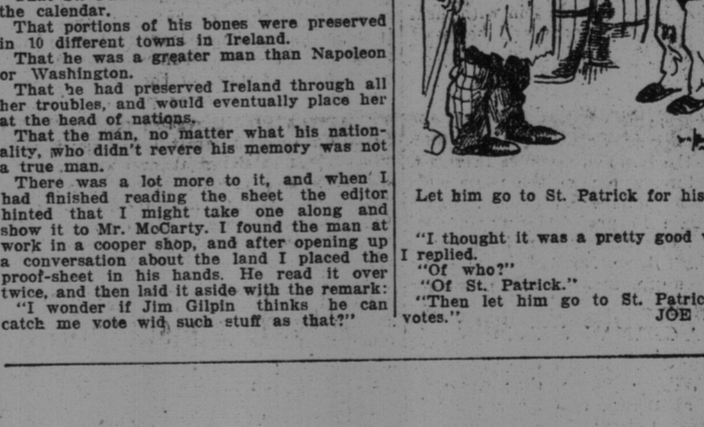 the calendar.
That portions of his bones were preserved
in 10 different towns in Ireland.
That he was a greater man than Napoleon
or Washington.
That he had preserved Ireland through all
her troubles, and would eventually place her
at the head of nations.
That the man, no matter what his nation-
ality, who didn't revere his memory was not
a true man.
There was a lot more to it, and when I
had finished reading the sheet the editor
hinted that I might take one along and
show it to Mr. McCarty. I found the man at
work in a cooper shop, and after opening up
a conversation about the land I placed the
proof-sheet in his hands. He read it over
twice, and then laid it aside with the remark:
"I wonder if Jim Gilpin thinks he can
catch me vote wid such stuff as that?"
Let him go to St. Patrick for his
"I thought it was a pretty good
I replied.
"Of who?"
"Of St. Patrick."
"Then let him go to St. Patric
votes."
JOE